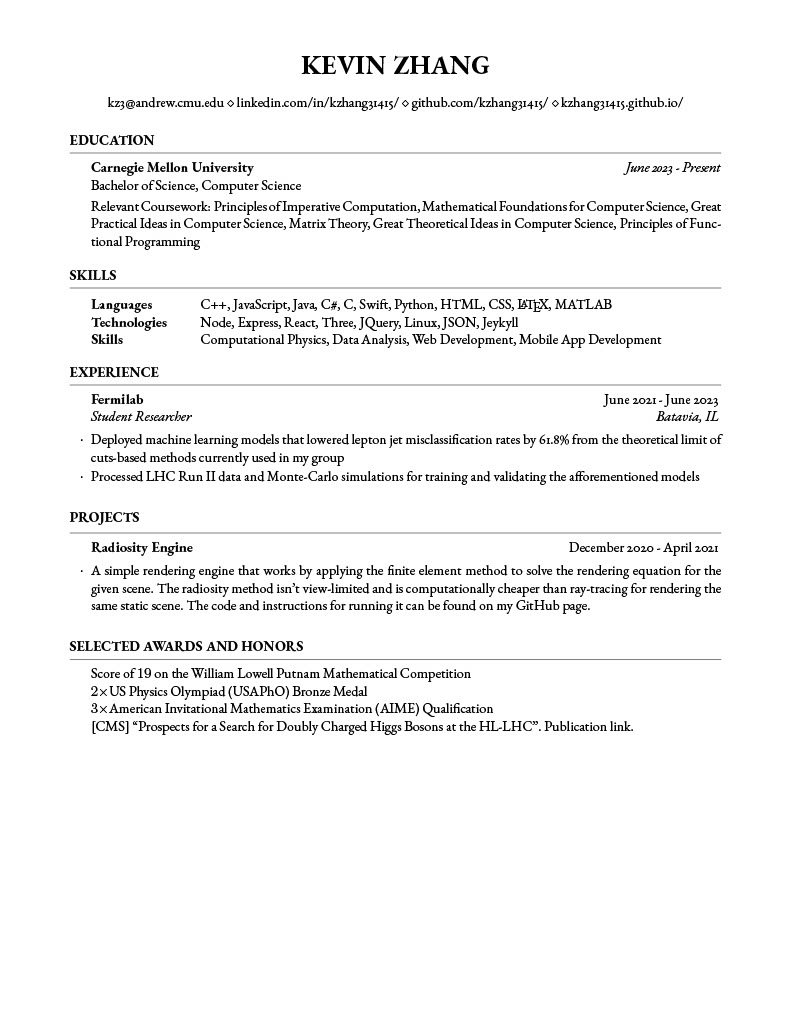 KEVIN ZHANG
kz3@andrew.cmu.edu ⋄ linkedin.com/in/kzhang31415/ ⋄ github.com/kzhang31415/ ⋄ kzhang31415.github.io/
EDUCATION
Carnegie Mellon University June 2023 - Present
Bachelor of Science, Computer Science
Relevant Coursework: Principles of Imperative Computation, Mathematical Foundations for Computer Science, Great
Practical Ideas in Computer Science, Matrix Theory, Great Theoretical Ideas in Computer Science, Principles of Func-
tional Programming
SKILLS
Languages C++, JavaScript, Java, C#, C, Swift, Python, HTML, CSS, LATEX, MATLAB
Technologies Node, Express, React, Three, JQuery, Linux, JSON, Jeykyll
Skills Computational Physics, Data Analysis, Web Development, Mobile App Development
EXPERIENCE
Fermilab June 2021 - June 2023
Student Researcher Batavia, IL
· Deployed machine learning models that lowered lepton jet misclassification rates by 61.8% from the theoretical limit of
cuts-based methods currently used in my group
· Processed LHC Run II data and Monte-Carlo simulations for training and validating the afforementioned models
PROJECTS
Radiosity Engine December 2020 - April 2021
· A simple rendering engine that works by applying the finite element method to solve the rendering equation for the
given scene. The radiosity method isn't view-limited and is computationally cheaper than ray-tracing for rendering the
same static scene. The code and instructions for running it can be found on my GitHub page.
SELECTED AWARDS AND HONORS
Score of 19 on the William Lowell Putnam Mathematical Competition
2×US Physics Olympiad (USAPhO) Bronze Medal
3×American Invitational Mathematics Examination (AIME) Qualification
[CMS] “Prospects for a Search for Doubly Charged Higgs Bosons at the HL-LHC”. Publication link.